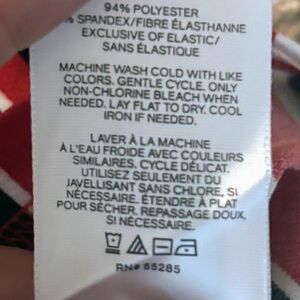 94% POLYESTER
% SPANDEX/FIBRE ÉLASTHANNE
EXCLUSIVE OF ELASTIC/
SANS ÉLASTIQUE
MACHINE WASH COLD WITH LIKE
COLORS. GENTLE CYCLE. ONLY
NON-CHLORINE BLEACH WHEN
NEEDED. LAY FLAT TO DRY. COOL
IRON IF NEEDED.
LAVER À LA MACHINE
À L'EAU FROIDE AVEC COULEURS
SIMILAIRES. CYCLE DÉLICAT.
UTILISEZ SEULEMENT DU
JAVELLISANT SANS CHLORE, SI
NÉCESSAIRE. ÉTENDRE À PLAT
POUR SÉCHER. REPASSAGE DOUX,
SI NÉCESSAIRE.
RN# 65285